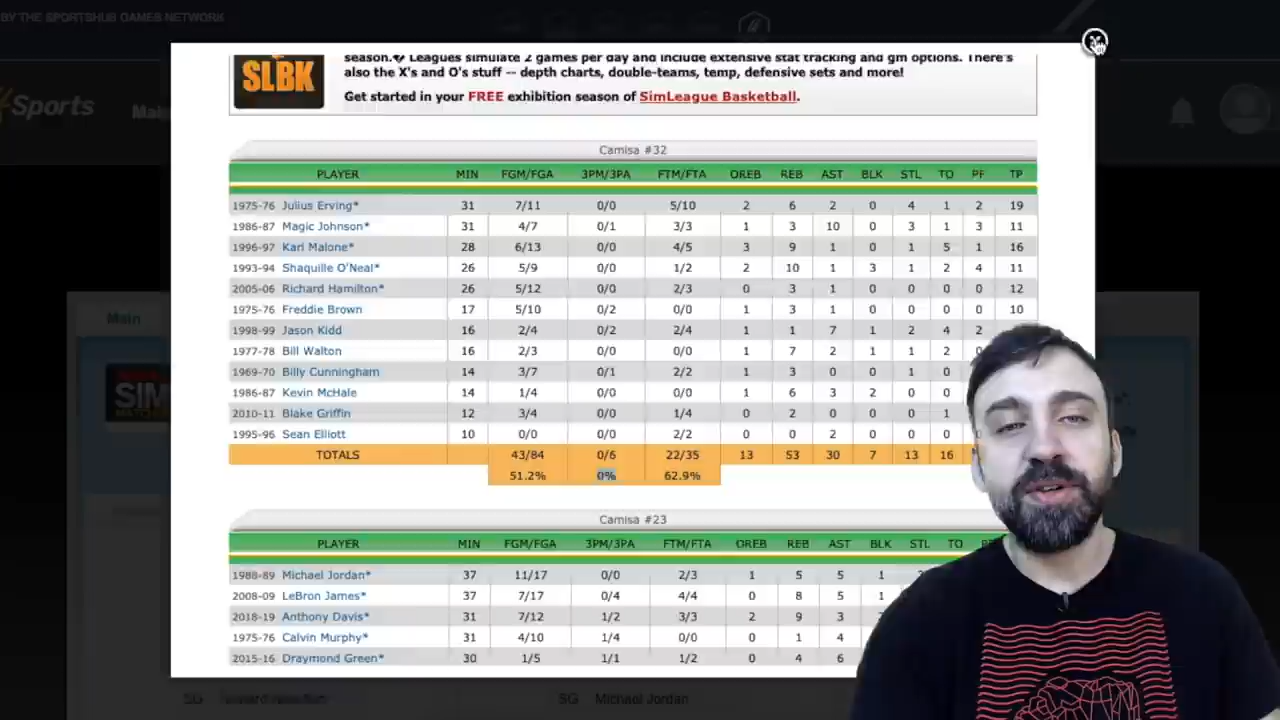 BY THE SPORTSHUB GAMES NETWORK
season.� Leagues simulate 2 games per day and include extensive stat tracking and gm options. There's
also the X's and O's stuff -- depth charts, double-teams, temp, defensive sets and more!
SLBK
Get started in your FREE exhibition season of SimLeague Basketball.
Sports
Camisa #32
PLAYER MIN FGM/FGA 3PM/3PA FTM/FTA OREB REB AST BLK STL TO PF TP
1975-76 Julius Erving* 31 7/11 0/0 5/10 2 6 2 0 4 1 2 19
1986-87 Magic Johnson* 31 4/7 0/1 3/3 1 3 10 0 3 1 3 11
1996-97 Karl Malone* 28 6/13 0/0 4/5 3 9 1 0 1 5 1 16
1993-94 Shaquille O'Neal* 26 5/9 0/0 1/2 2 10 1 3 1 2 4 11
2005-06 Richard Hamilton* 26 5/12 0/0 2/3 0 3 1 0 0 0 0 12
1975-76 Freddie Brown 17 5/10 0/2 0/0 1 3 1 0 0 0 0 10
1998-99 Jason Kidd 16 2/4 0/2 2/4 1 1 7 1 2 4 2
1977-78 Bill Walton 16 2/3 0/0 0/0 1 7 2 1 1 2
1969-70 Billy Cunningham 14 3/7 0/1 2/2 1 3 0 0 1 0
1986-87 Kevin McHale 14 1/4 0/0 0/0 1 6 3 2 0 0
2010-11 Blake Griffin 12 3/4 0/0 1/4 0 2 0 0 0 1
1995-96 Sean Elliott 10 0/0 0/0 2/2 0 0 2 0 0 0
TOTALS 43/84 0/6 22/35 13 53 30 7 13 16
51.2% 0% 62.9%
Camisa #23
PLAYER MIN FGM/FGA 3PM/3PA FTM/FTA OREB REB AST BLK STL TO
1988-89 Michael Jordan* 37 11/17 0/0 2/3 1 5 5 1
2008-09 LeBron James* 37 7/17 0/4 4/4 0 8 5 1
2018-19 Anthony Davis* 31 7/12 1/2 3/3 2 9 3
1975-76 Calvin Murphy* 31 4/10 1/4 0/0 0 1 4
2015-16 Draymond Green* 30 1/5 1/1 1/2 0 4 6
Main
SIM
SG
SG Michael Jordan